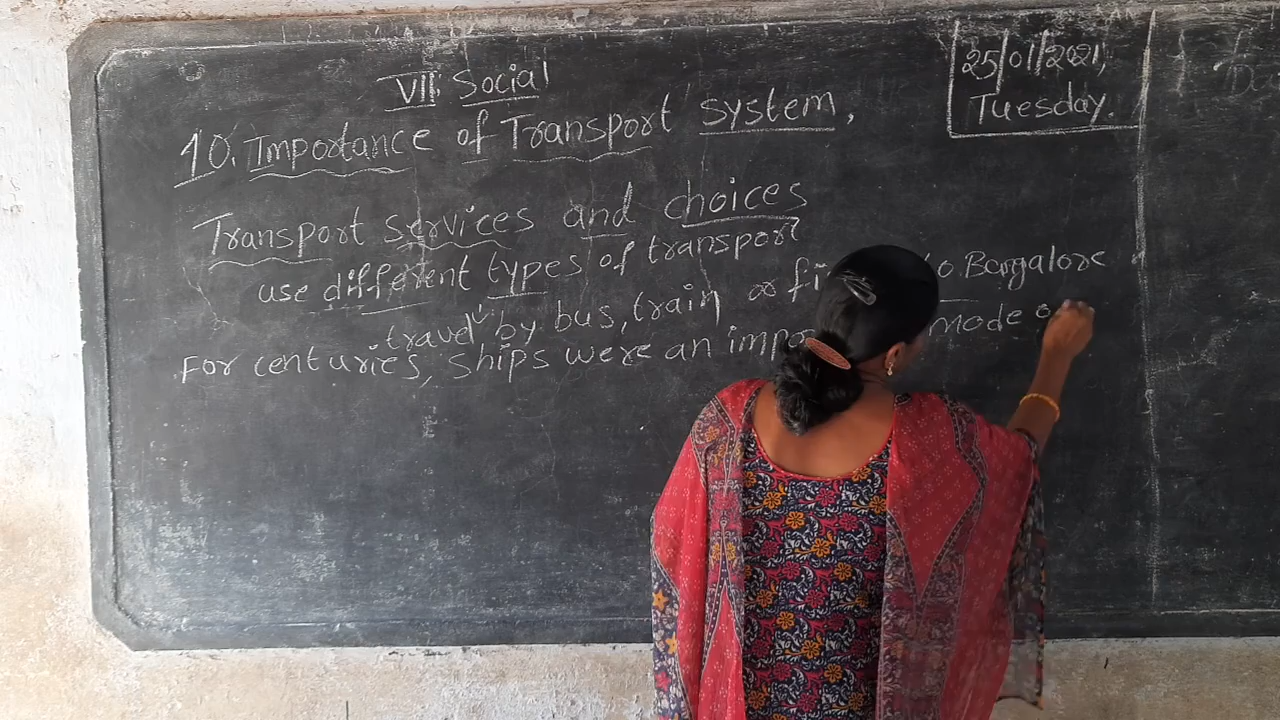 VII. Social
25/01/2021,
Tuesday.
10. Importance of Transport system,
Transport services and choices
use different types of transport
travel by bus, train or to Bangalore
For centuries, ships were an mode